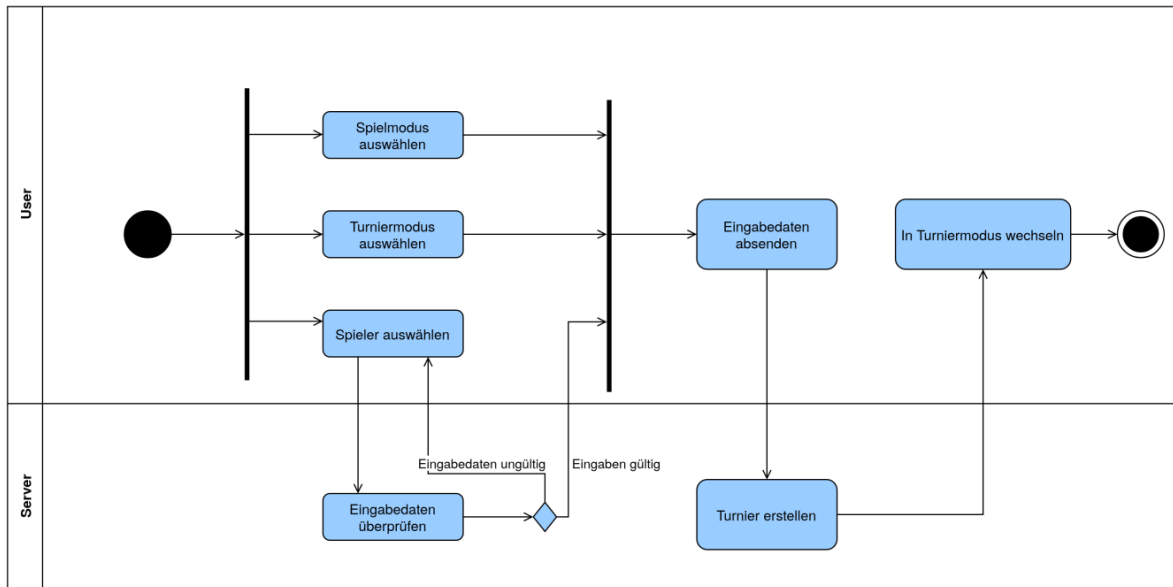 User
Spielmodus
auswählen
Turniermodus
auswählen
Spieler auswählen
Eingabedaten
absenden
In Turniermodus wechseln
Server
Eingabedaten ungültig
Eingaben gültig
Eingabedaten
überprüfen
Turnier erstellen